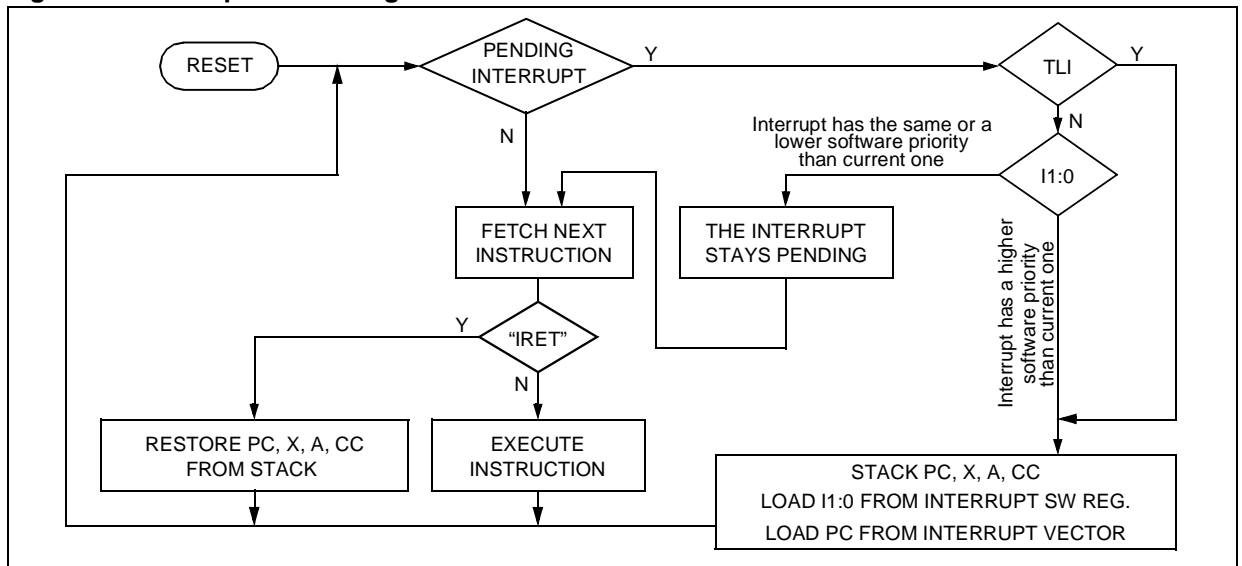 RESET
PENDING
INTERRUPT
Y
TLI
Y
N
N
Interrupt has the same or a
lower software priority
than current one
I1:0
FETCH NEXT
INSTRUCTION
THE INTERRUPT
STAYS PENDING
Interrupt has a higher
software priority
than current one
Y
“IRET”
N
RESTORE PC, X, A, CC
FROM STACK
EXECUTE
INSTRUCTION
STACK PC, X, A, CC
LOAD I1:0 FROM INTERRUPT SW REG.
LOAD PC FROM INTERRUPT VECTOR